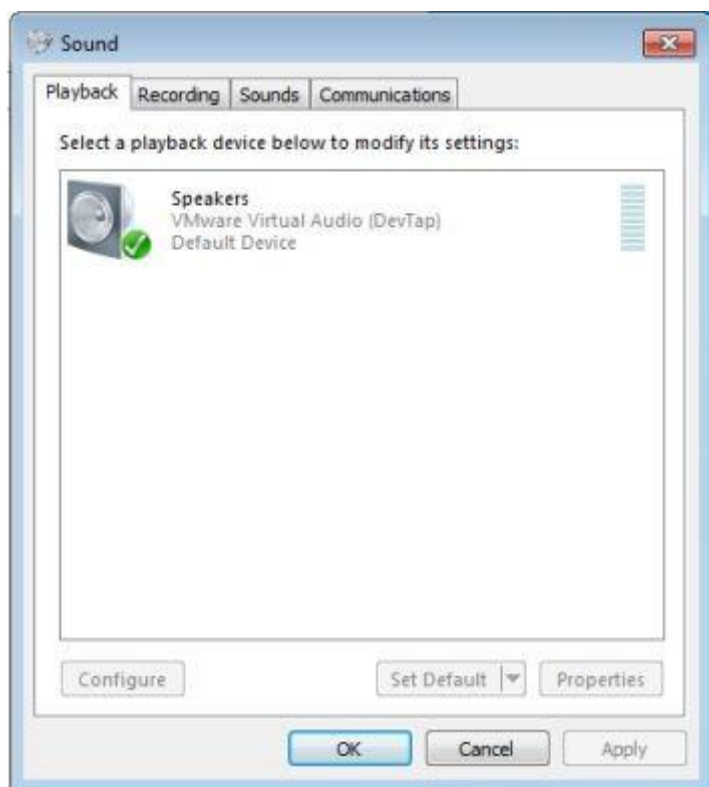 Sound
Playback Recording Sounds Communications
Select a playback device below to modify its settings:
Speakers
VMware Virtual Audio (DevTap)
Default Device
Configure Set Default Properties
OK Cancel Apply